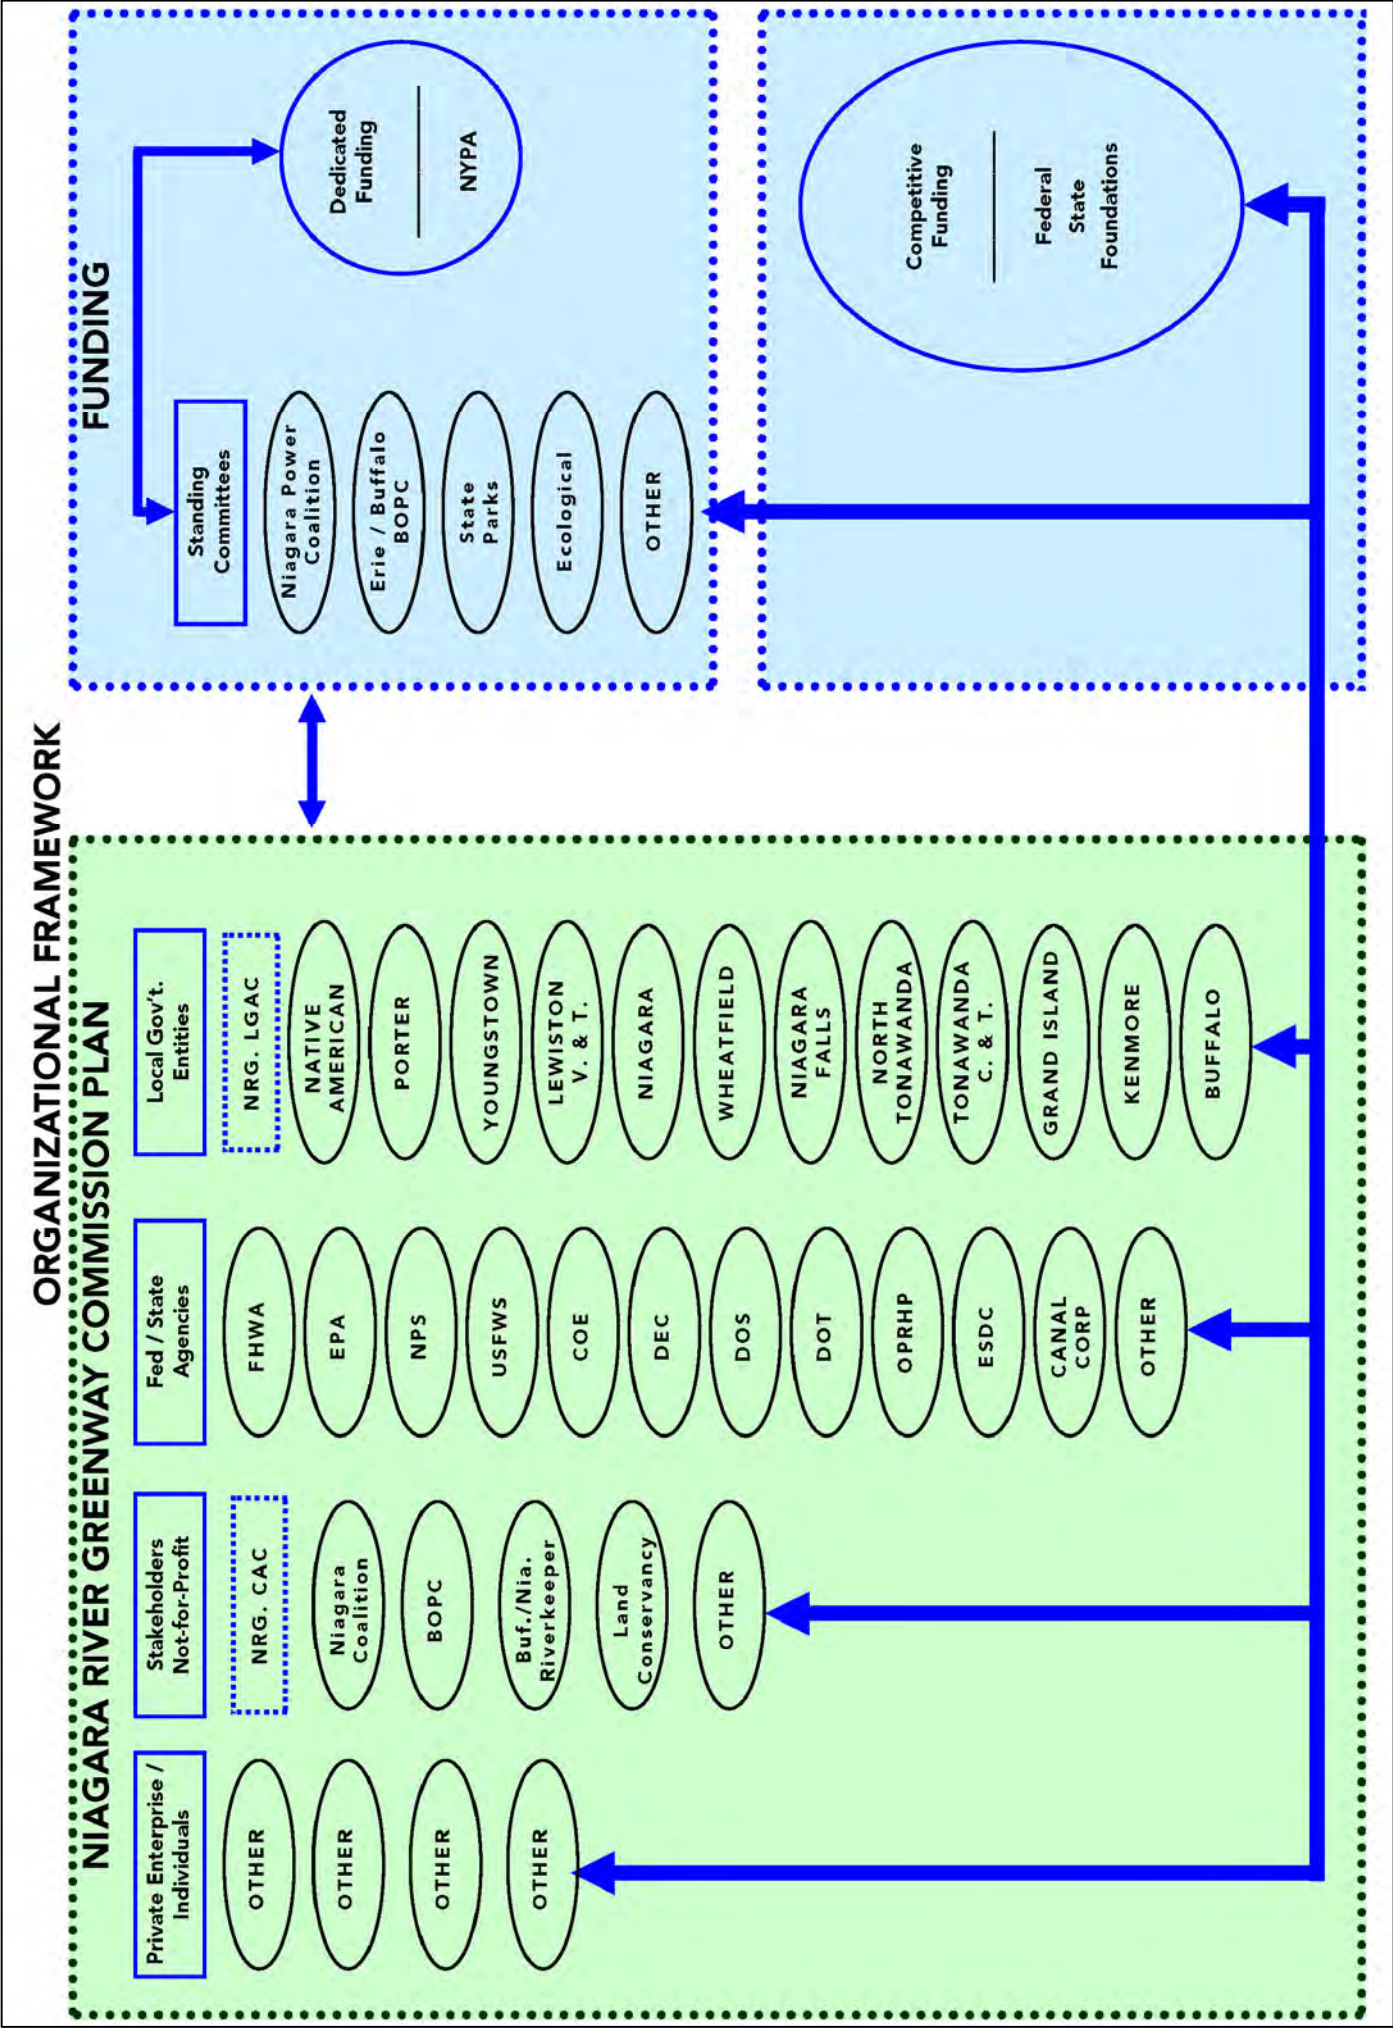 ORGANIZATIONAL FRAMEWORK
NIAGARA RIVER GREENWAY COMMISSION PLAN
Private Enterprise /
Individuals
OTHER
OTHER
OTHER
OTHER
Stakeholders
Not-for-Profit
NRG. CAC
Niagara
Coalition
BOPC
Buf./Nia.
Riverkeeper
Land
Conservancy
OTHER
Fed / State
Agencies
FHWA
EPA
NPS
USFWS
COE
DEC
DOS
DOT
OPRHP
ESDC
CANAL
CORP
OTHER
Local Gov't.
Entities
NRG. LGAC
NATIVE
AMERICAN
PORTER
YOUNGSTOWN
LEWISTON
V. & T.
NIAGARA
WHEATFIELD
NIAGARA
FALLS
NORTH
TONAWANDA
TONAWANDA
C. & T.
GRAND ISLAND
KENMORE
BUFFALO
FUNDING
Standing
Committees
Niagara Power
Coalition
Erie / Buffalo
BOPC
State
Parks
Ecological
OTHER
Dedicated
Funding
NYPA
Competitive
Funding
Federal
State
Foundations